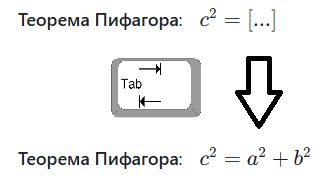 Теорема Пифагора: c² = [...]
Tab
Теорема Пифагора: c² = a² + b²